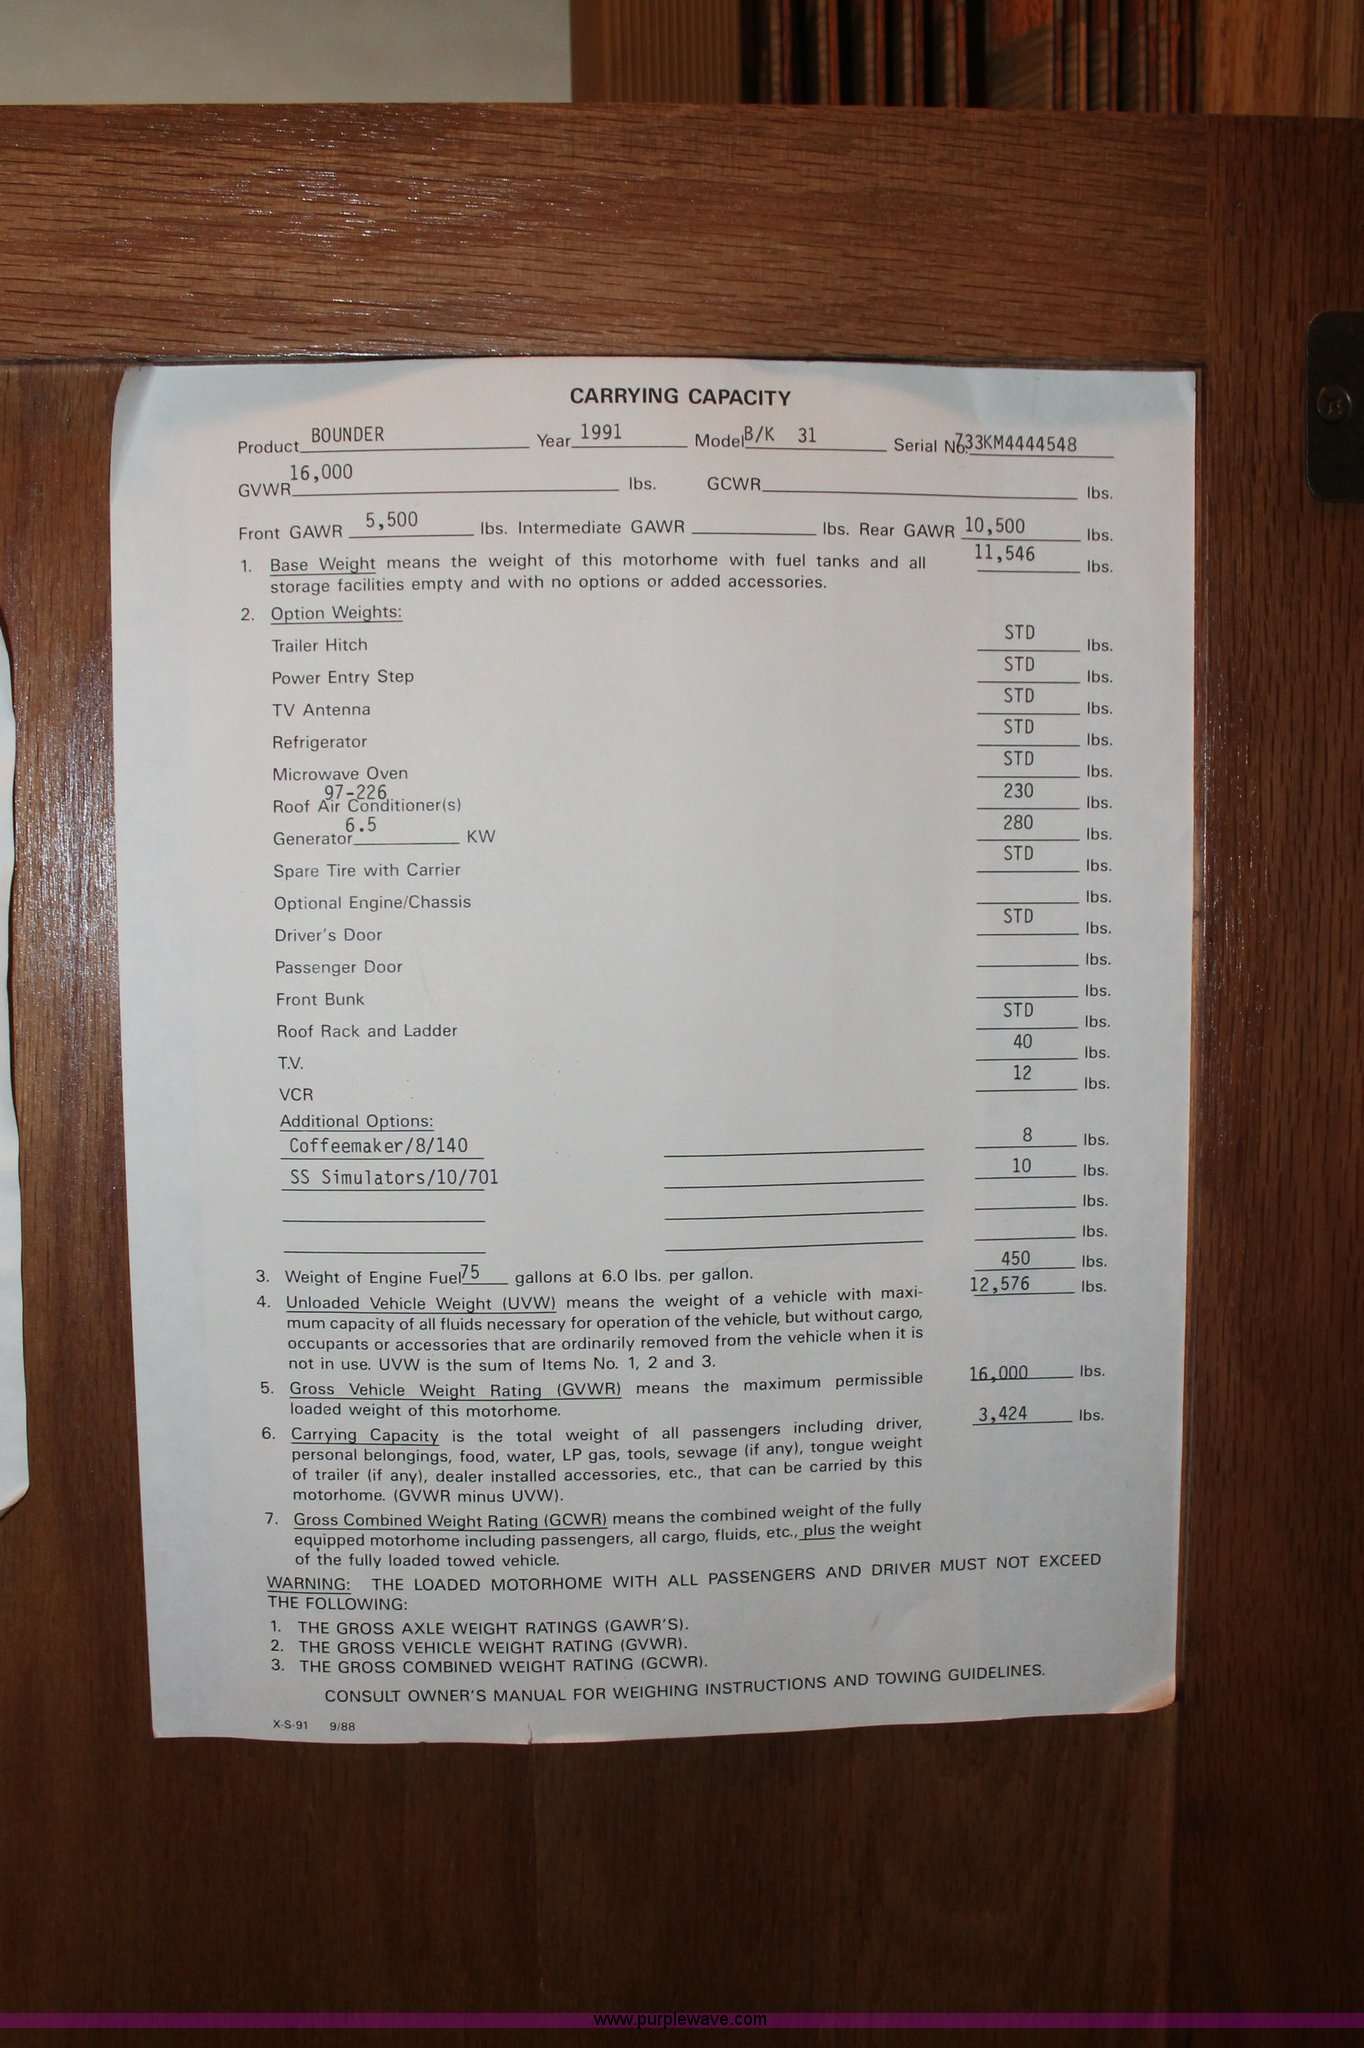 CARRYING CAPACITY
Product BOUNDER Year 1991 Model B/K 31 Serial No. 733KM4444548
GVWR 16,000 lbs. GCWR lbs.
Front GAWR 5,500 lbs. Intermediate GAWR lbs. Rear GAWR 10,500 lbs.
1. Base Weight means the weight of this motorhome with fuel tanks and all 11,546 lbs.
storage facilities empty and with no options or added accessories.
2. Option Weights:
Trailer Hitch STD lbs.
Power Entry Step STD lbs.
TV Antenna STD lbs.
Refrigerator STD lbs.
Microwave Oven STD lbs.
97-226
Roof Air Conditioner(s) 230 lbs.
Generator 6.5 KW 280 lbs.
Spare Tire with Carrier STD lbs.
Optional Engine/Chassis lbs.
Driver's Door STD lbs.
Passenger Door lbs.
Front Bunk lbs.
Roof Rack and Ladder STD lbs.
T.V. 40 lbs.
VCR 12 lbs.
Additional Options:
Coffeemaker/8/140 8 lbs.
SS Simulators/10/701 10 lbs.
lbs.
lbs.
3. Weight of Engine Fuel 75 gallons at 6.0 lbs. per gallon. 450 lbs.
4. Unloaded Vehicle Weight (UVW) means the weight of a vehicle with maxi- 12,576 lbs.
mum capacity of all fluids necessary for operation of the vehicle, but without cargo,
occupants or accessories that are ordinarily removed from the vehicle when it is
not in use. UVW is the sum of Items No. 1, 2 and 3.
5. Gross Vehicle Weight Rating (GVWR) means the maximum permissible 16,000 lbs.
loaded weight of this motorhome.
6. Carrying Capacity is the total weight of all passengers including driver, 3,424 lbs.
personal belongings, food, water, LP gas, tools, sewage (if any), tongue weight
of trailer (if any), dealer installed accessories, etc., that can be carried by this
motorhome. (GVWR minus UVW).
7. Gross Combined Weight Rating (GCWR) means the combined weight of the fully
equipped motorhome including passengers, all cargo, fluids, etc., plus the weight
of the fully loaded towed vehicle.
WARNING: THE LOADED MOTORHOME WITH ALL PASSENGERS AND DRIVER MUST NOT EXCEED
THE FOLLOWING:
1. THE GROSS AXLE WEIGHT RATINGS (GAWR'S).
2. THE GROSS VEHICLE WEIGHT RATING (GVWR).
3. THE GROSS COMBINED WEIGHT RATING (GCWR).
CONSULT OWNER'S MANUAL FOR WEIGHING INSTRUCTIONS AND TOWING GUIDELINES.
X-S-91 9/88
www.purplewave.com